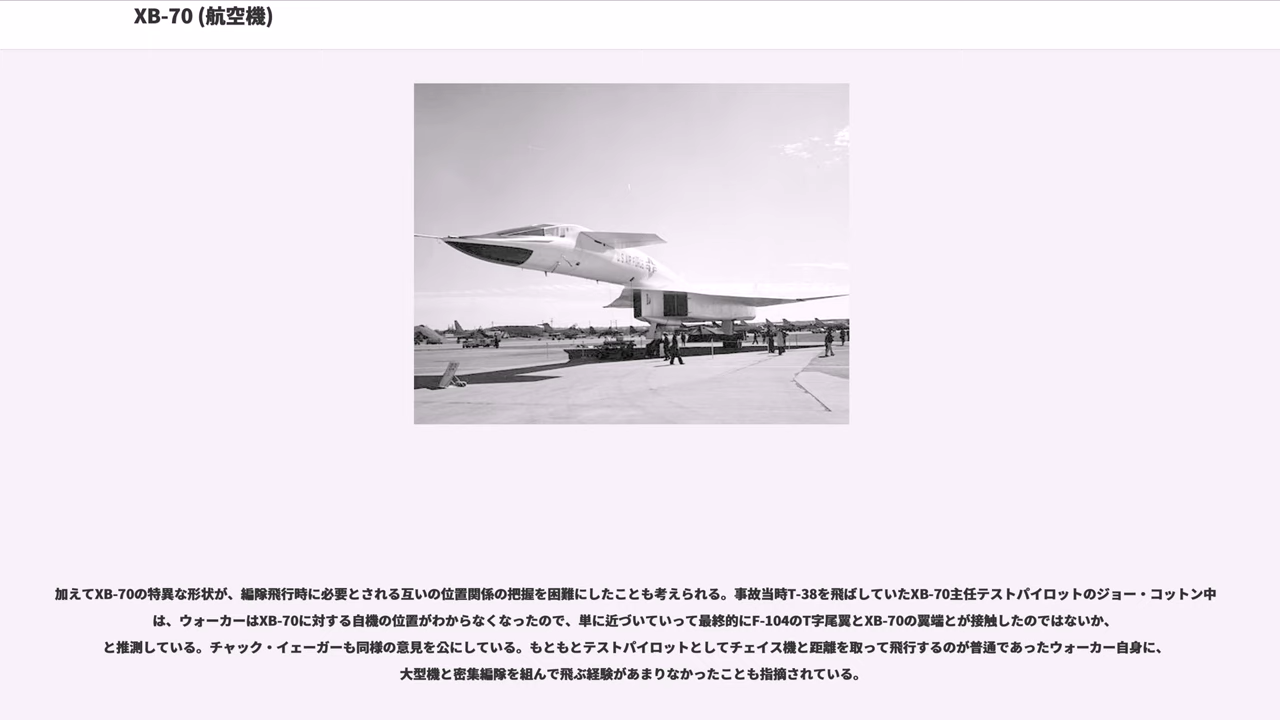 XB-70 (航空機)
加えてXB-70の特異な形状が、編隊飛行時に必要とされる互いの位置関係の把握を困難にしたことも考えられる。事故当時T-38を飛ばしていたXB-70主任テストパイロットのジョー・コットン中
は、ウォーカーはXB-70に対する自機の位置がわからなくなったので、単に近づいていって最終的にF-104のT字尾翼とXB-70の翼端とが接触したのではないか、
と推測している。チャック・イェーガーも同様の意見を公にしている。もともとテストパイロットとしてチェイス機と距離を取って飛行するのが普通であったウォーカー自身に、
大型機と密集編隊を組んで飛ぶ経験があまりなかったことも指摘されている。